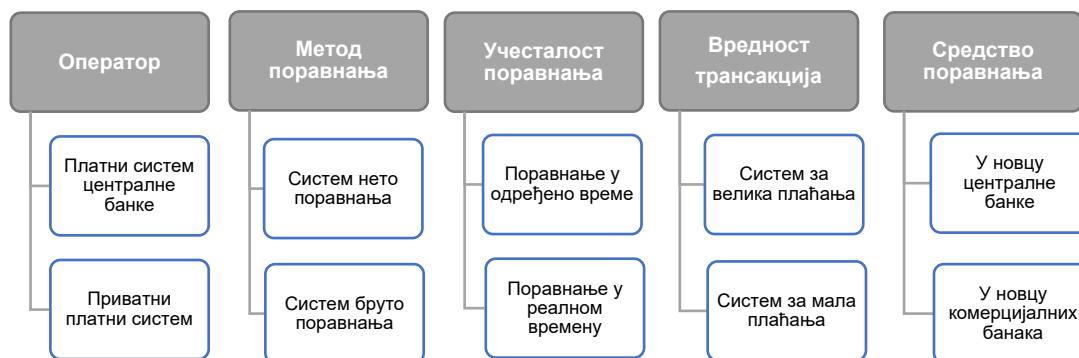 Оператор
Платни систем
централне
банке
Приватни
платни систем
Метод
поравнања
Систем нето
поравнања
Систем бруто
поравнања
Учесталост
поравнања
Поравнање у
одређено време
Поравнање у
реалном
времену
Вредност
трансакција
Систем за
велика плаћања
Систем за мала
плаћања
Средство
поравнања
У новцу
централне
банке
У новцу
комерцијалних
банака